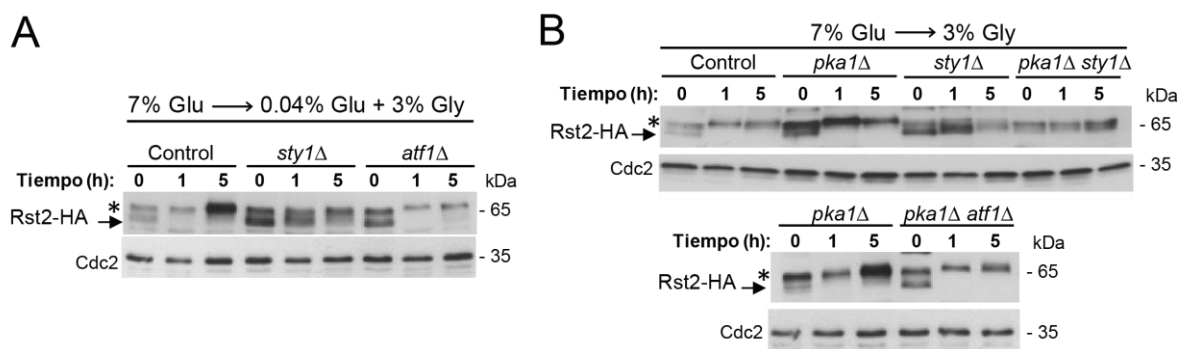 A
7% Glu ⟶ 0.04% Glu + 3% Gly
Control sty1Δ atf1Δ
Tiempo (h): 0 1 5 0 1 5 0 1 5 kDa
* - 65
Rst2-HA
Cdc2 - 35
B
7% Glu ⟶ 3% Gly
Control pka1Δ sty1Δ pka1Δ sty1Δ
Tiempo (h): 0 1 5 0 1 5 0 1 5 0 1 5 kDa
* - 65
Rst2-HA
Cdc2 - 35
pka1Δ pka1Δ atf1Δ
Tiempo (h): 0 1 5 0 1 5 kDa
* - 65
Rst2-HA
Cdc2 - 35